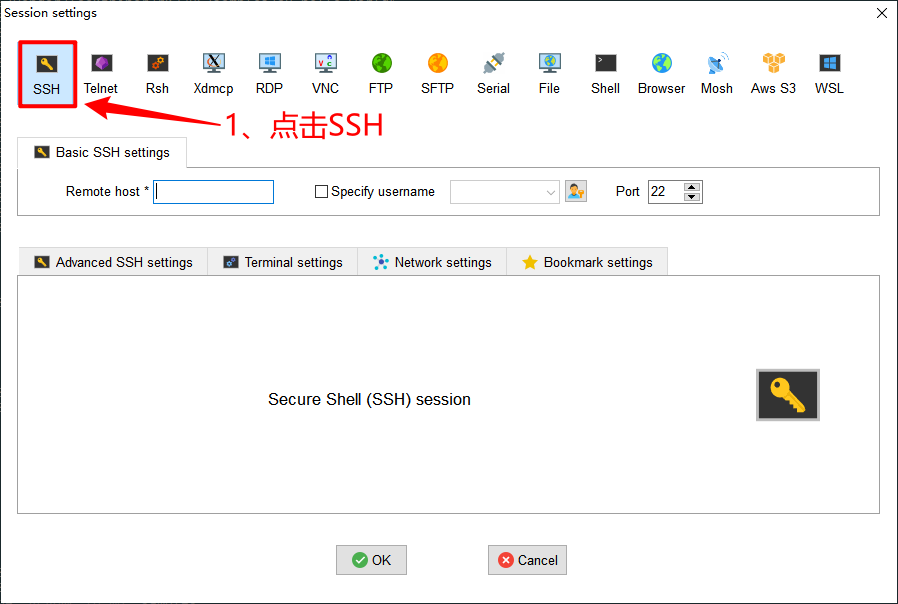 Session settings
SSH Telnet Rsh Xdmcp RDP VNC FTP SFTP Serial File Shell Browser Mosh Aws S3 WSL
1、点击SSH
Basic SSH settings
Remote host * Specify username Port 22
Advanced SSH settings Terminal settings Network settings Bookmark settings
Secure Shell (SSH) session
OK Cancel